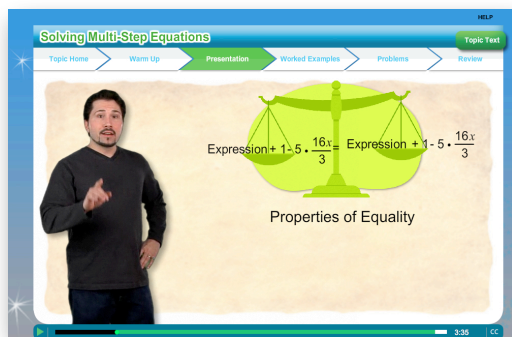 HELP
Solving Multi-Step Equations
Topic Text
Topic Home Warm Up Presentation Worked Examples Problems Review
Expression + 1 - 5 • 16x/3 = Expression + 1 - 5 • 16x/3
Properties of Equality
3:35 CC